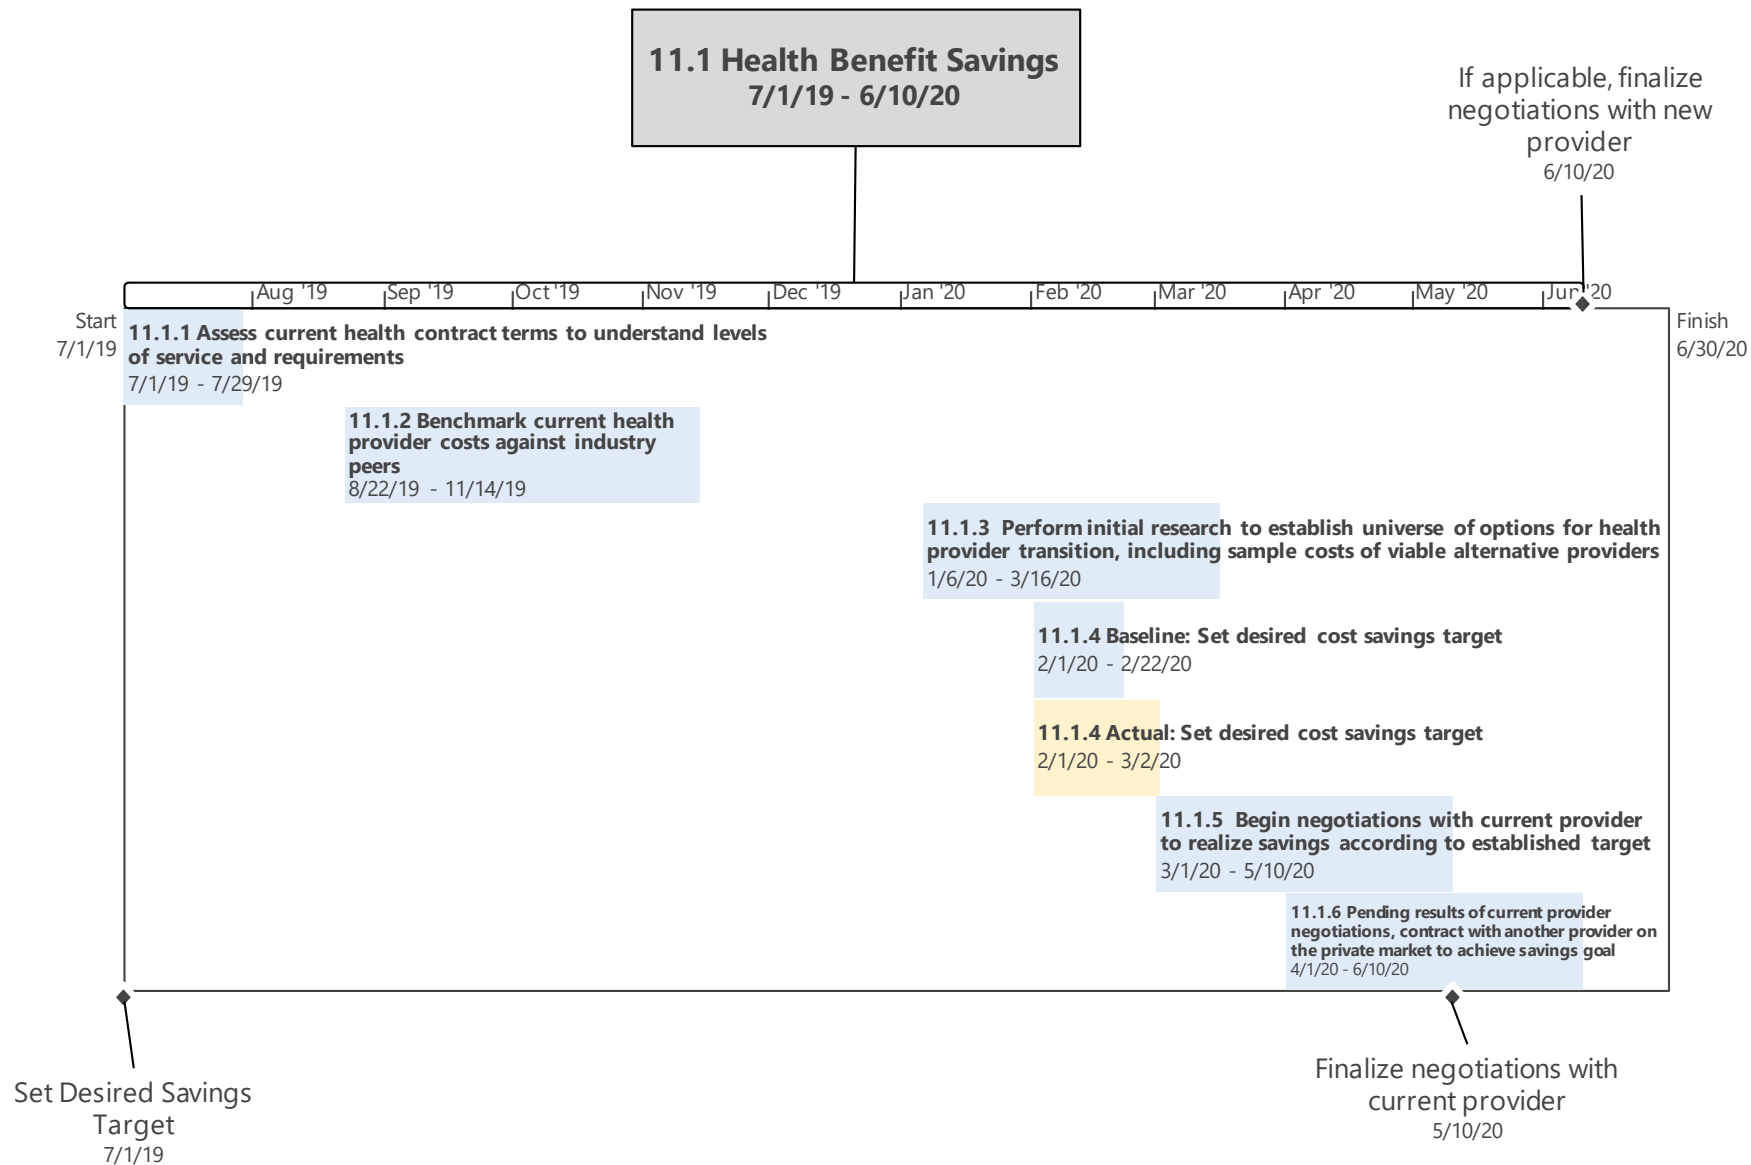 11.1 Health Benefit Savings
7/1/19 - 6/10/20
If applicable, finalize
negotiations with new
provider
6/10/20
Aug '19
Sep '19
Oct '19
Nov '19
Dec '19
Jan '20
Feb '20
Mar '20
Apr '20
May '20
Jun '20
Start
7/1/19
Finish
6/30/20
11.1.1 Assess current health contract terms to understand levels
of service and requirements
7/1/19 - 7/29/19
11.1.2 Benchmark current health
provider costs against industry
peers
8/22/19 - 11/14/19
11.1.3 Perform initial research to establish universe of options for health
provider transition, including sample costs of viable alternative providers
1/6/20 - 3/16/20
11.1.4 Baseline: Set desired cost savings target
2/1/20 - 2/22/20
11.1.4 Actual: Set desired cost savings target
2/1/20 - 3/2/20
11.1.5 Begin negotiations with current provider
to realize savings according to established target
3/1/20 - 5/10/20
11.1.6 Pending results of current provider
negotiations, contract with another provider on
the private market to achieve savings goal
4/1/20 - 6/10/20
Set Desired Savings
Target
7/1/19
Finalize negotiations with
current provider
5/10/20